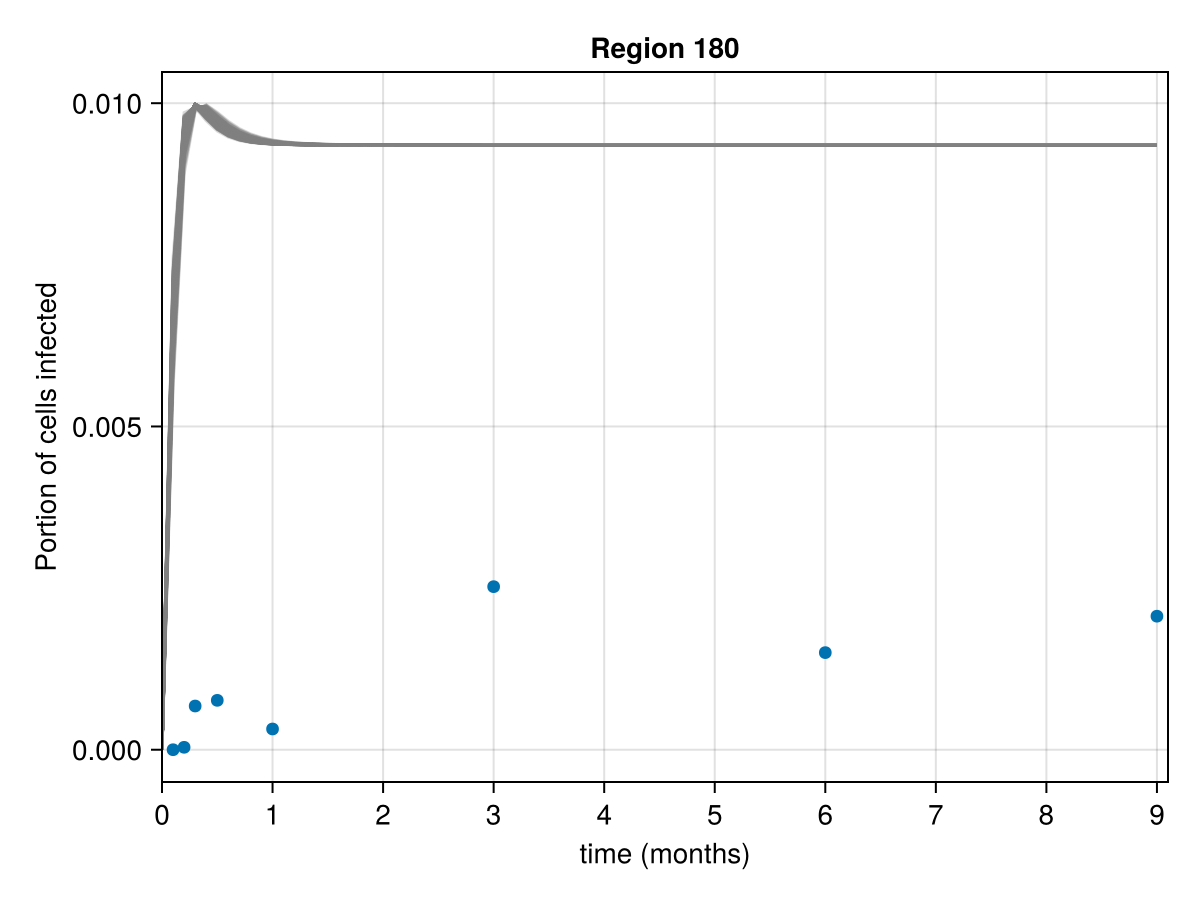 Region 180
0.010
0.005
0.000
Portion of cells infected
0 1 2 3 4 5 6 7 8 9
time (months)